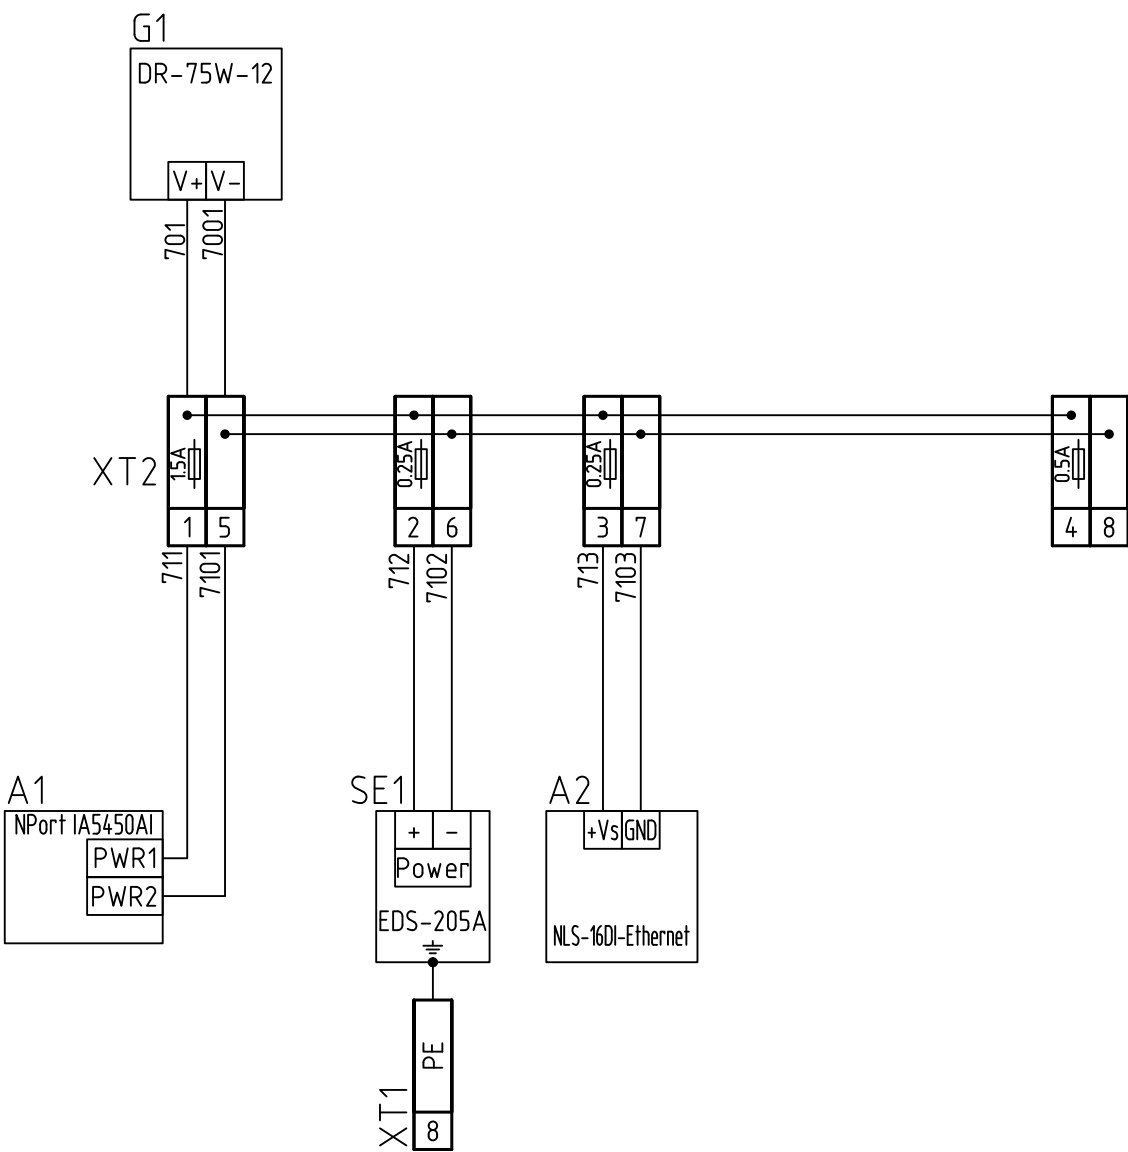 G1
DR-75W-12
V+ V-
701 7001
XT2
1.5A 0.25A 0.25A 0.5A
1 5 2 6 3 7 4 8
711 7101 712 7102 713 7103
A1 SE1 A2
NPort IA5450AI
PWR1
PWR2
+ -
Power
EDS-205A
+Vs GND
NLS-16DI-Ethernet
XT1
PE
8